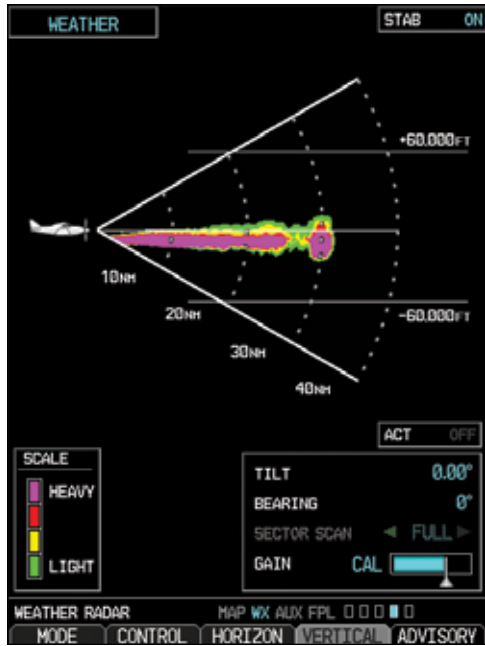 WEATHER
STAB ON
+60.000FT
10NM
20NM
-60.000FT
30NM
40NM
ACT OFF
SCALE
HEAVY
LIGHT
TILT 0.00°
BEARING 0°
SECTOR SCAN ◄ FULL ►
GAIN CAL
WEATHER RADAR MAP WX AUX FPL
MODE CONTROL HORIZON VERTICAL ADVISORY